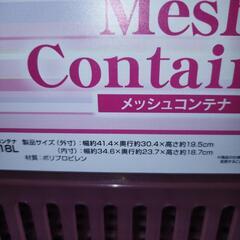 Mesh
Contain
メッシュコンテナ
ンテナ 製品サイズ(外寸):幅約41.4×奥行約30.4×高さ約19.5cm
18L (内寸):幅約34.6×奥行約23.7×高さ約18.7cm
材質:ポリプロピレン